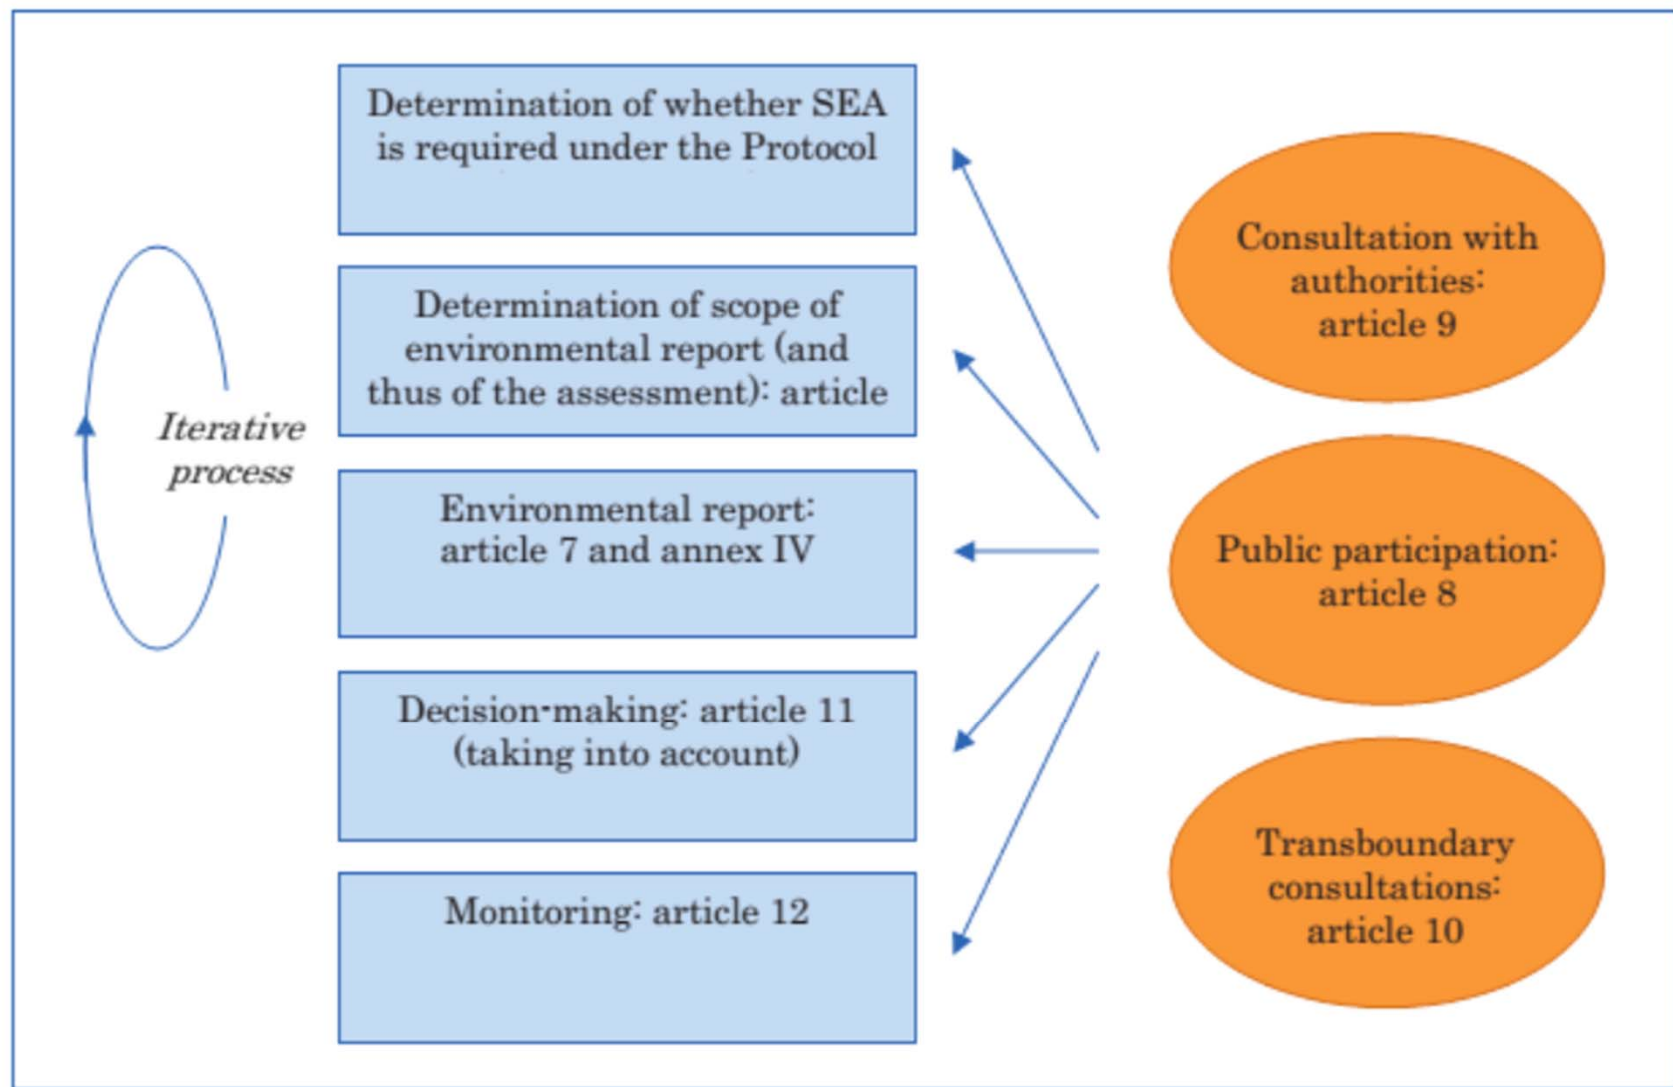 Determination of whether SEA
is required under the Protocol
Determination of scope of
environmental report (and
thus of the assessment): article
Iterative
process
Environmental report:
article 7 and annex IV
Decision-making: article 11
(taking into account)
Monitoring: article 12
Consultation with
authorities:
article 9
Public participation:
article 8
Transboundary
consultations:
article 10